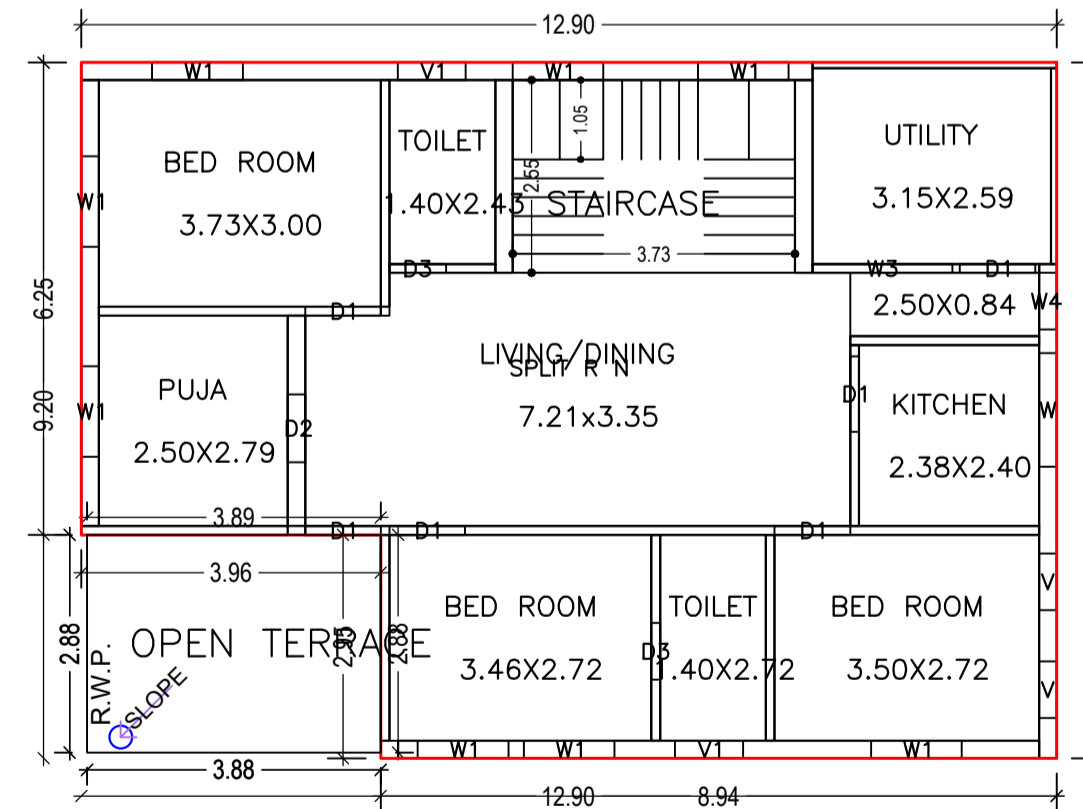 12.90
W1
V1
W1
W1
1.05
2.55
TOILET
1.40X2.43
BED ROOM
3.73X3.00
UTILITY
3.15X2.59
STAIRCASE
3.73
W1
D3
W3
D1
2.50X0.84
W4
D1
6.25
9.20
LIVING/DINING
SPLIT R N
7.21x3.35
PUJA
2.50X2.79
W1
D2
D1
KITCHEN
2.38X2.40
W
3.89
D1
D1
D1
3.96
2.88
OPEN TERRACE
2.95
2.88
R.W.P.
SLOPE
BED ROOM
3.46X2.72
TOILET
1.40X2.72
D3
BED ROOM
3.50X2.72
V
V
W1
W1
V1
W1
3.88
12.90
8.94